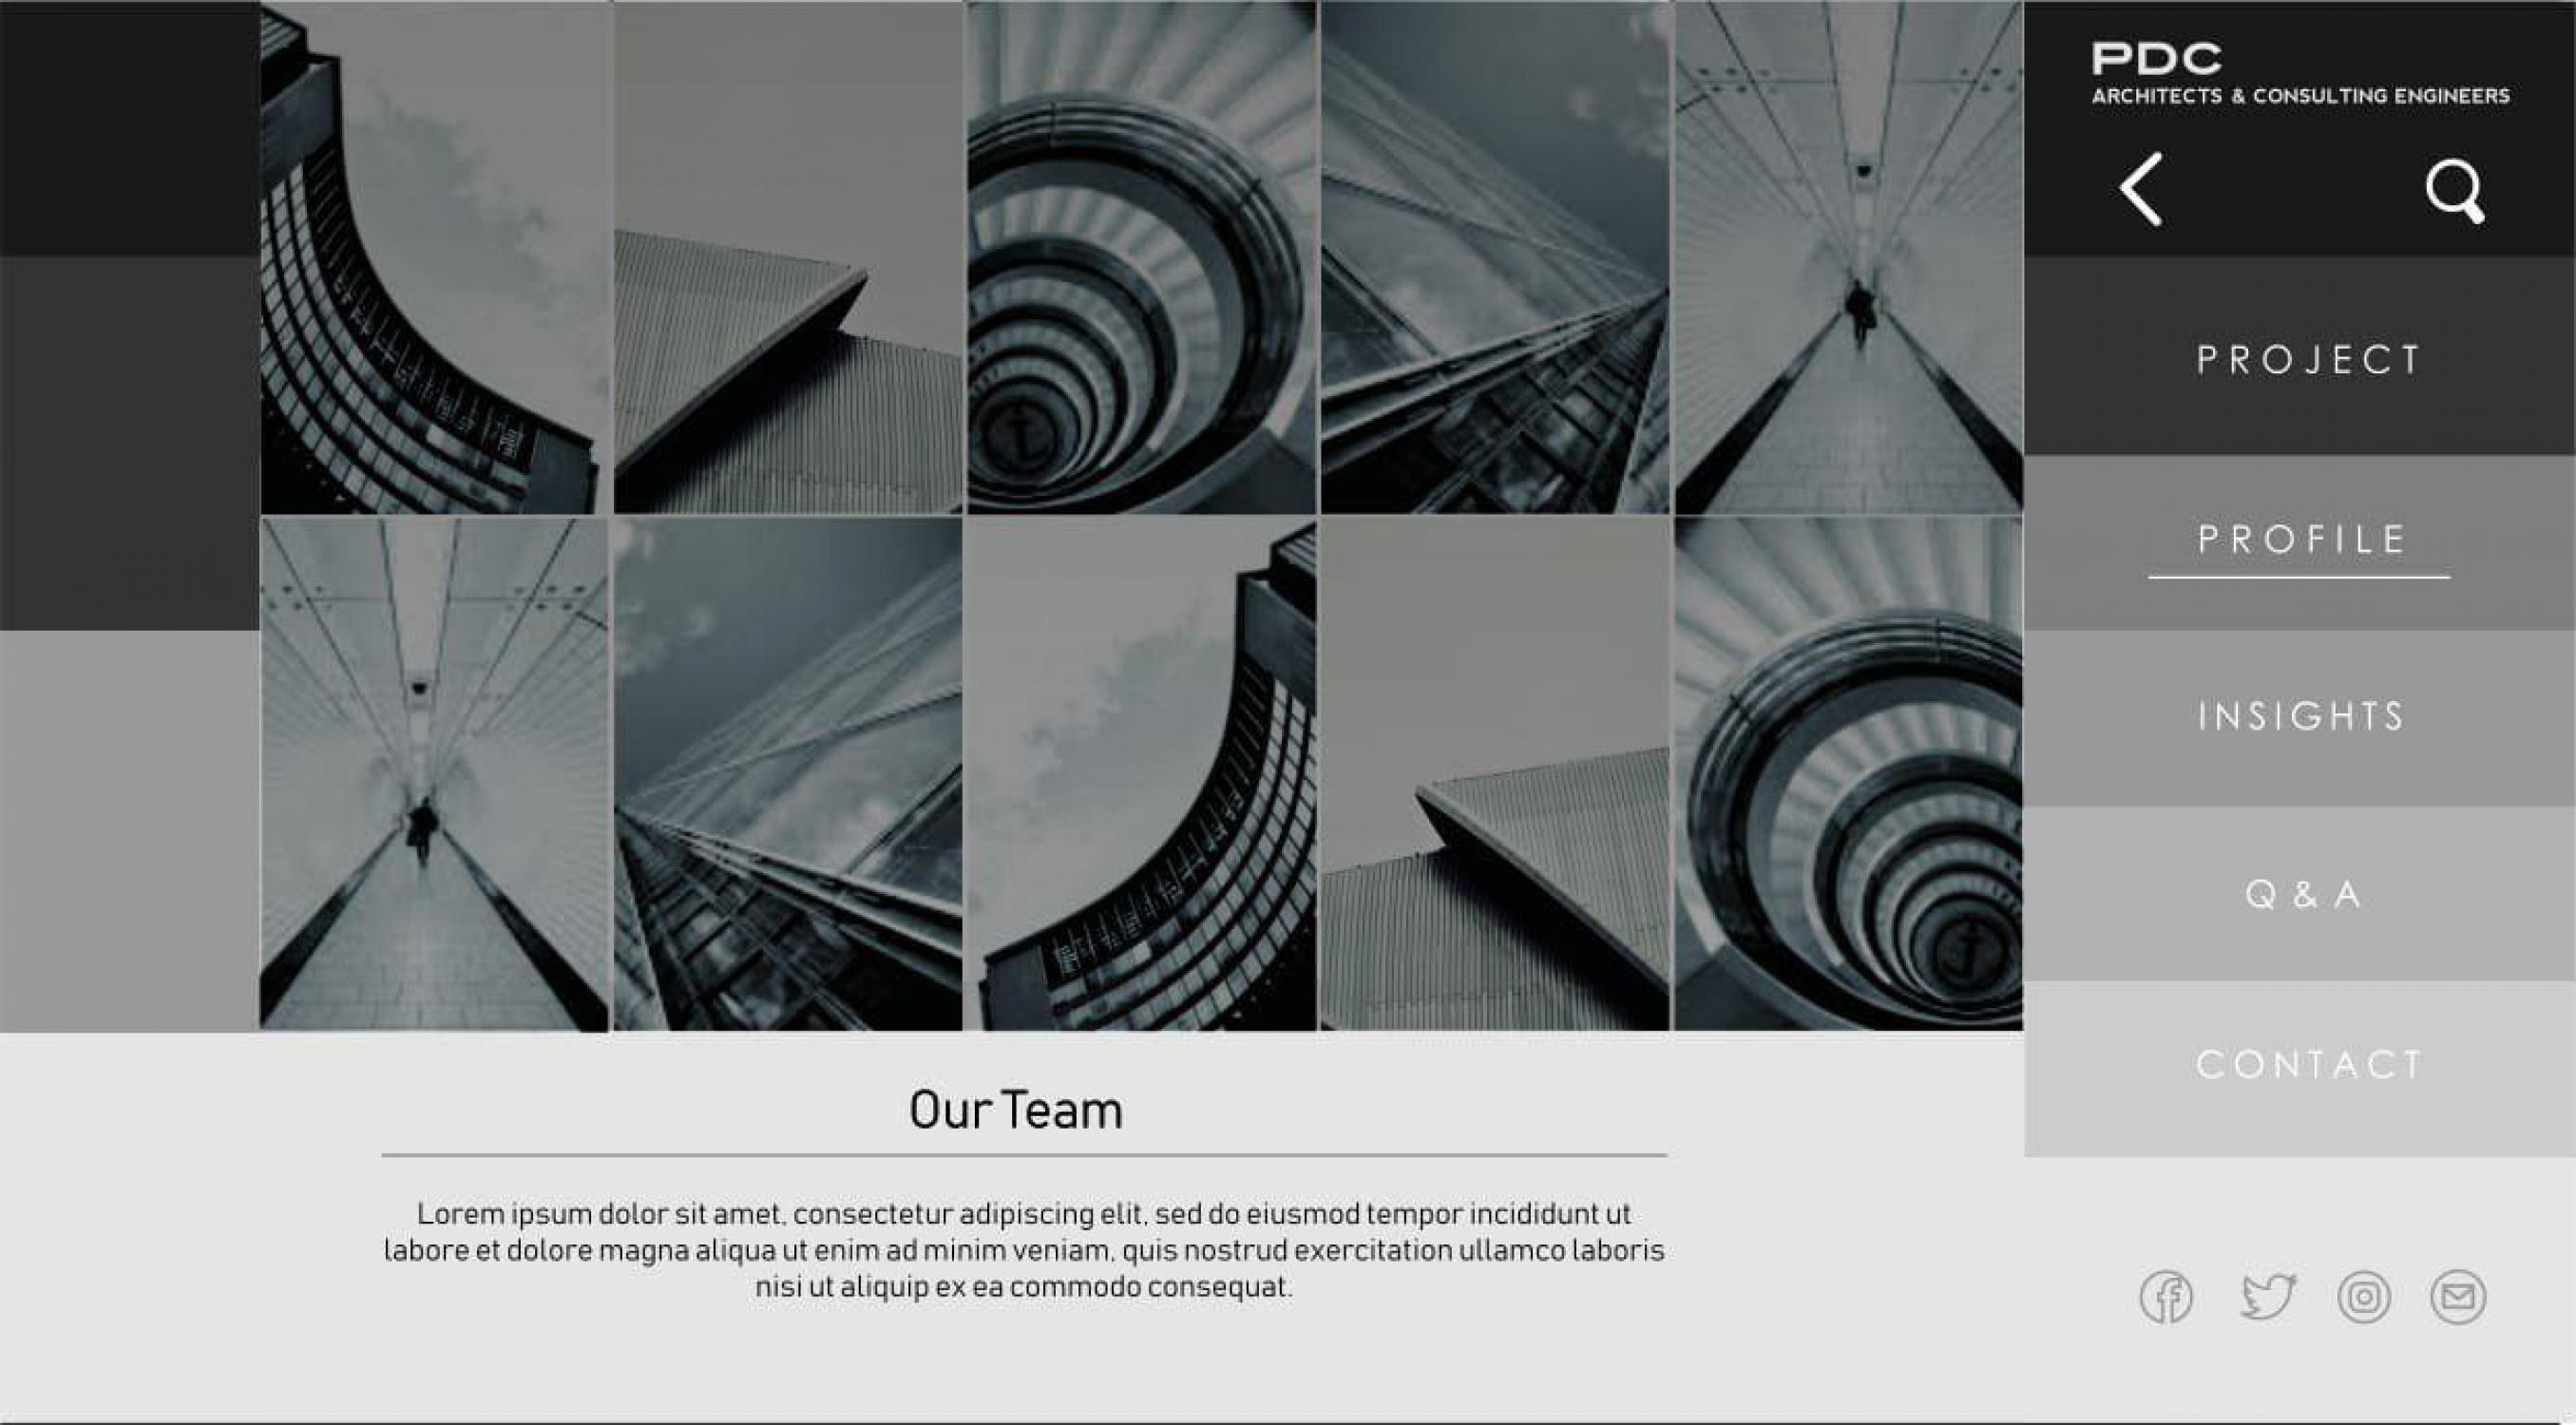 PDC
ARCHITECTS & CONSULTING ENGINEERS
PROJECT
PROFILE
INSIGHTS
Q & A
CONTACT
Our Team
Lorem ipsum dolor sit amet, consectetur adipiscing elit, sed do eiusmod tempor incididunt ut
labore et dolore magna aliqua ut enim ad minim veniam, quis nostrud exercitation ullamco laboris
nisi ut aliquip ex ea commodo consequat.